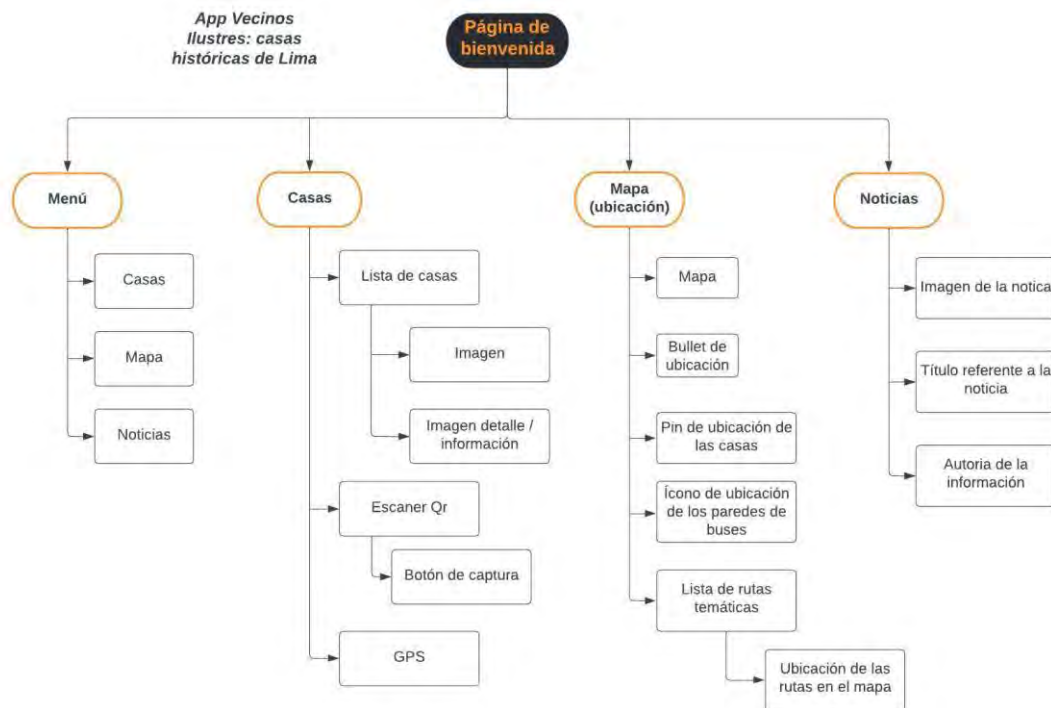 App Vecinos
Ilustres: casas
históricas de Lima
Página de
bienvenida
Menú
Casas
Mapa
Noticias
Casas
Lista de casas
Imagen
Imagen detalle /
información
Escaner Qr
Botón de captura
GPS
Mapa
(ubicación)
Mapa
Bullet de
ubicación
Pin de ubicación de
las casas
Ícono de ubicación
de los paredes de
buses
Lista de rutas
temáticas
Ubicación de las
rutas en el mapa
Noticias
Imagen de la notica
Título referente a la
noticia
Autoria de la
información